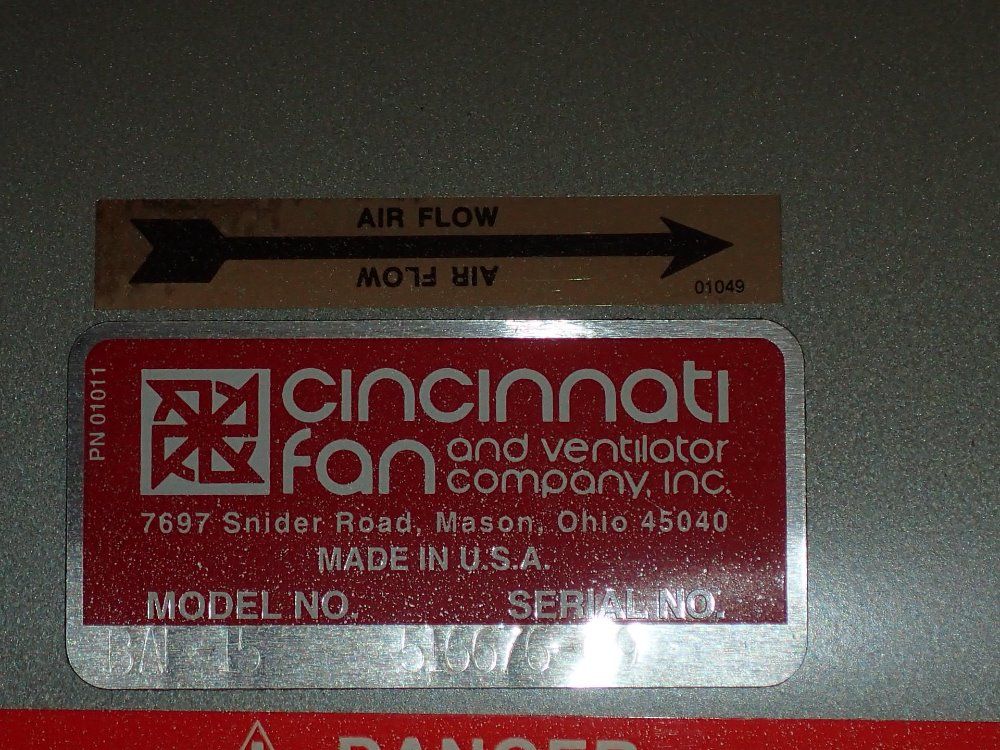 AIR FLOW
AIR FLOW
01049
PN 01011
cincinnati
fan and ventilator
company, inc.
7697 Snider Road, Mason, Ohio 45040
MADE IN U.S.A.
MODEL NO. SERIAL NO.
DANGER